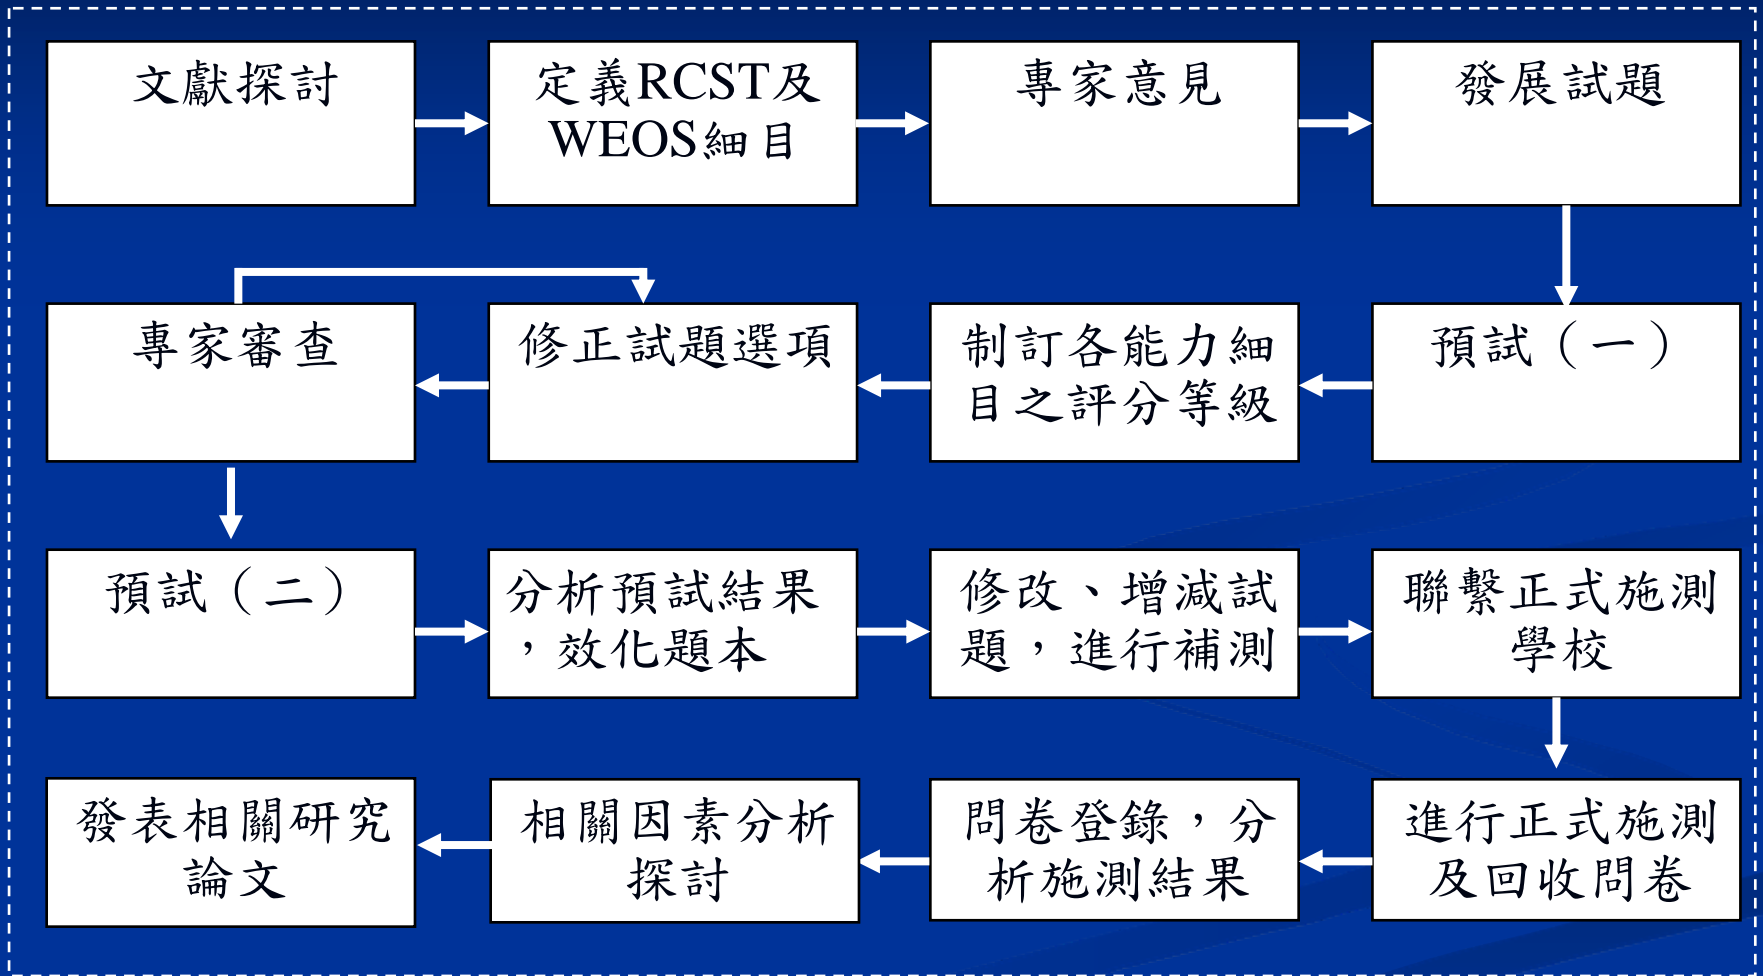 文獻探討
定義RCST及
WEOS細目
專家意見
發展試題
專家審查
修正試題選項
制訂各能力細
目之評分等級
預試（一）
預試（二）
分析預試結果
，效化題本
修改、增減試
題，進行補測
聯繫正式施測
學校
發表相關研究
論文
相關因素分析
探討
問卷登錄，分
析施測結果
進行正式施測
及回收問卷